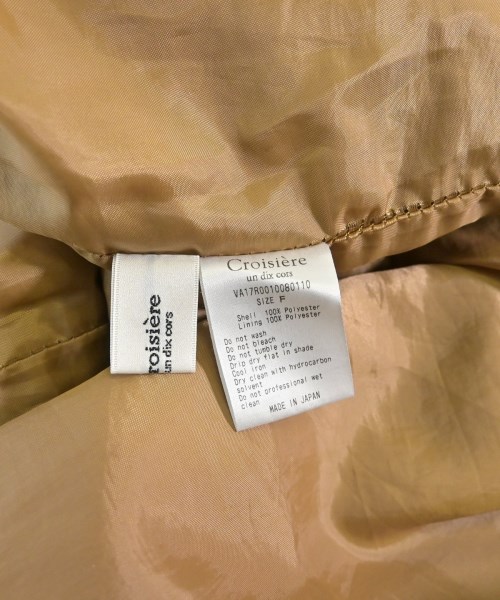 roisière
un dix cors
Croisière
un dix cors
VA17R0010080110
SIZE F
Shell 100% Polyester
Lining 100% Polyester
Do not wash
Do not bleach
Do not tumble dry
Drip dry flat in shade
Cool iron
Dry clean with hydrocarbon
solvent
Do not professional wet
clean
MADE IN JAPAN